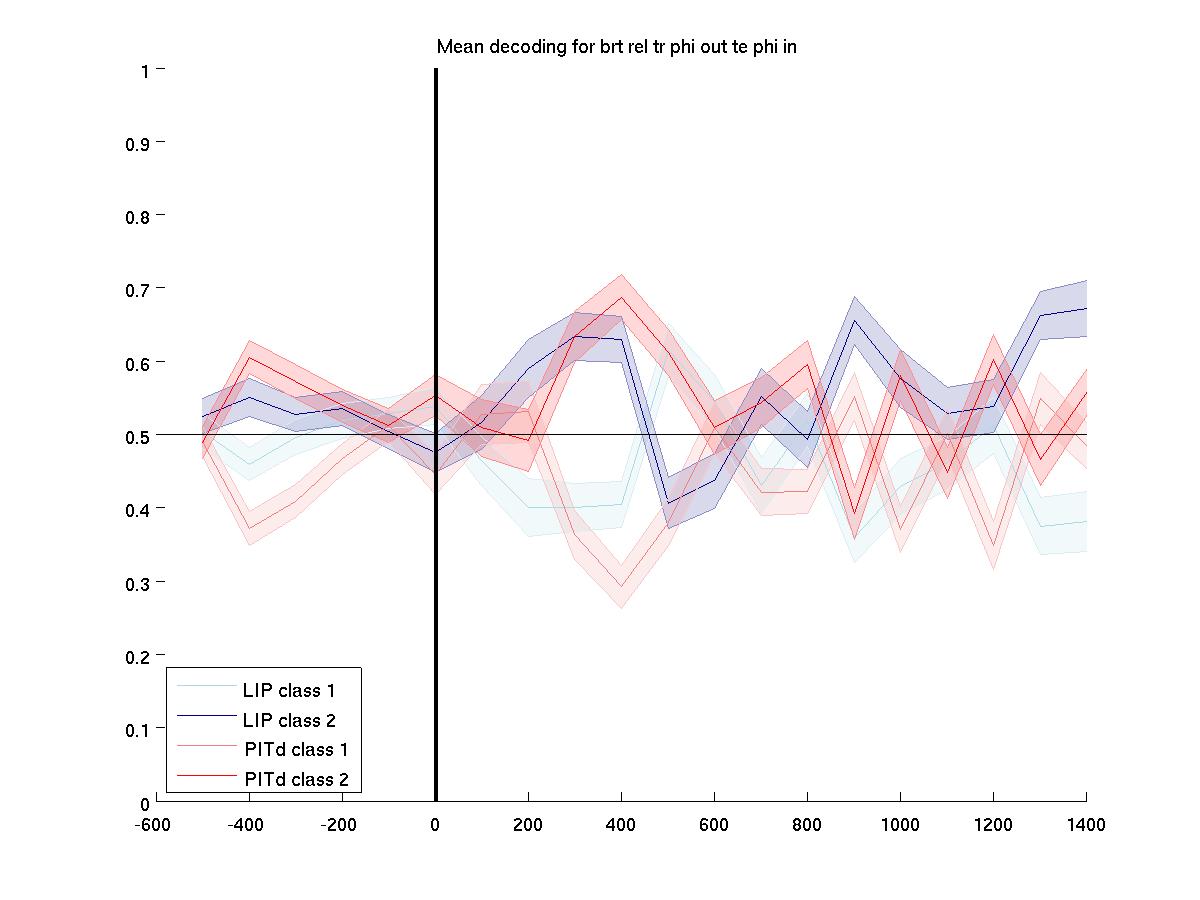 Mean decoding for brt rel tr phi out te phi in
1
0.9
0.8
0.7
0.6
0.5
0.4
0.3
0.2
0.1
0
LIP class 1
LIP class 2
PITd class 1
PITd class 2
-600 -400 -200 0 200 400 600 800 1000 1200 1400